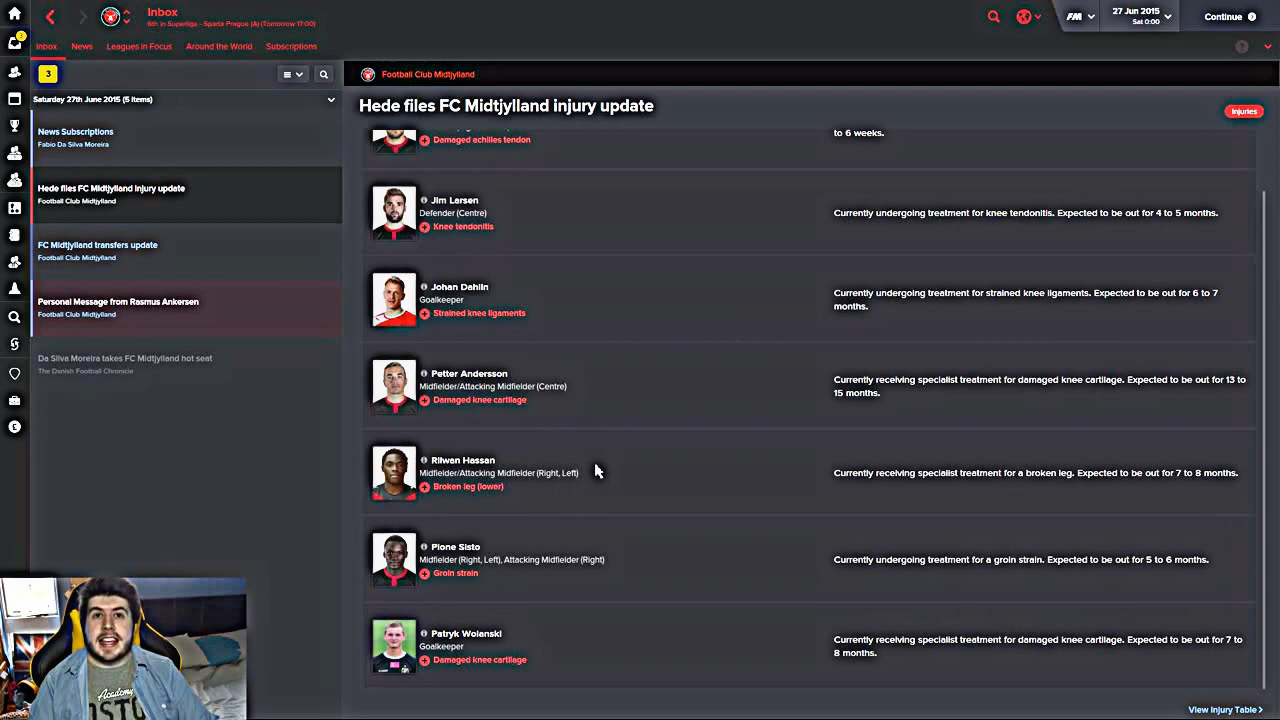 Inbox
6th in Superliga - Sparta Prague (A) (Tomorrow 17:00)
FM
27 Jun 2015
Sat 0:00
Continue
Inbox
News
Leagues in Focus
Around the World
Subscriptions
3
Football Club Midtjylland
Saturday 27th June 2015 (5 items)
Hede files FC Midtjylland injury update
Injuries
News Subscriptions
Fabio Da Silva Moreira
Hede files FC Midtjylland injury update
Football Club Midtjylland
FC Midtjylland transfers update
Football Club Midtjylland
Personal Message from Rasmus Ankersen
Football Club Midtjylland
Da Silva Moreira takes FC Midtjylland hot seat
The Danish Football Chronicle
Damaged achilles tendon
to 6 weeks.
Jim Larsen
Defender (Centre)
Knee tendonitis
Currently undergoing treatment for knee tendonitis. Expected to be out for 4 to 5 months.
Johan Dahlin
Goalkeeper
Strained knee ligaments
Currently undergoing treatment for strained knee ligaments. Expected to be out for 6 to 7
months.
Petter Andersson
Midfielder/Attacking Midfielder (Centre)
Damaged knee cartilage
Currently receiving specialist treatment for damaged knee cartilage. Expected to be out for 13 to
15 months.
Rilwan Hassan
Midfielder/Attacking Midfielder (Right, Left)
Broken leg (lower)
Currently receiving specialist treatment for a broken leg. Expected to be out for 7 to 8 months.
Pione Sisto
Midfielder (Right, Left), Attacking Midfielder (Right)
Groin strain
Currently undergoing treatment for a groin strain. Expected to be out for 5 to 6 months.
Patryk Wolanski
Goalkeeper
Damaged knee cartilage
Currently receiving specialist treatment for damaged knee cartilage. Expected to be out for 7 to
8 months.
View Injury Table >
Academy